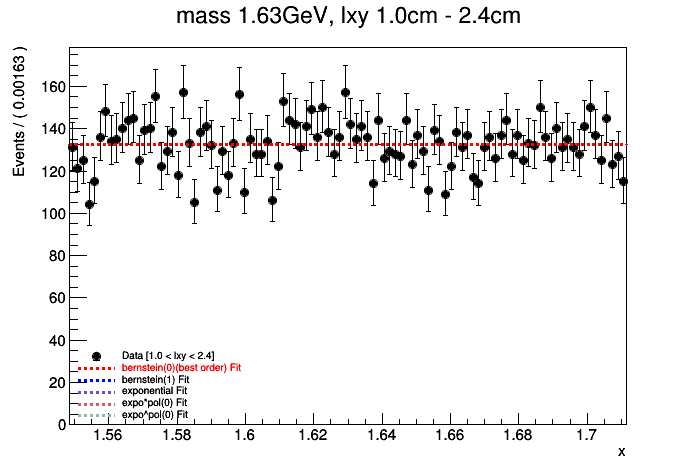 mass 1.63GeV, lxy 1.0cm - 2.4cm
Events / ( 0.00163 )
160
140
120
100
80
60
40
20
0
Data [1.0 < lxy < 2.4]
bernstein(0)(best order) Fit
bernstein(1) Fit
exponential Fit
expo*pol(0) Fit
expo^pol(0) Fit
1.56 1.58 1.6 1.62 1.64 1.66 1.68 1.7
x